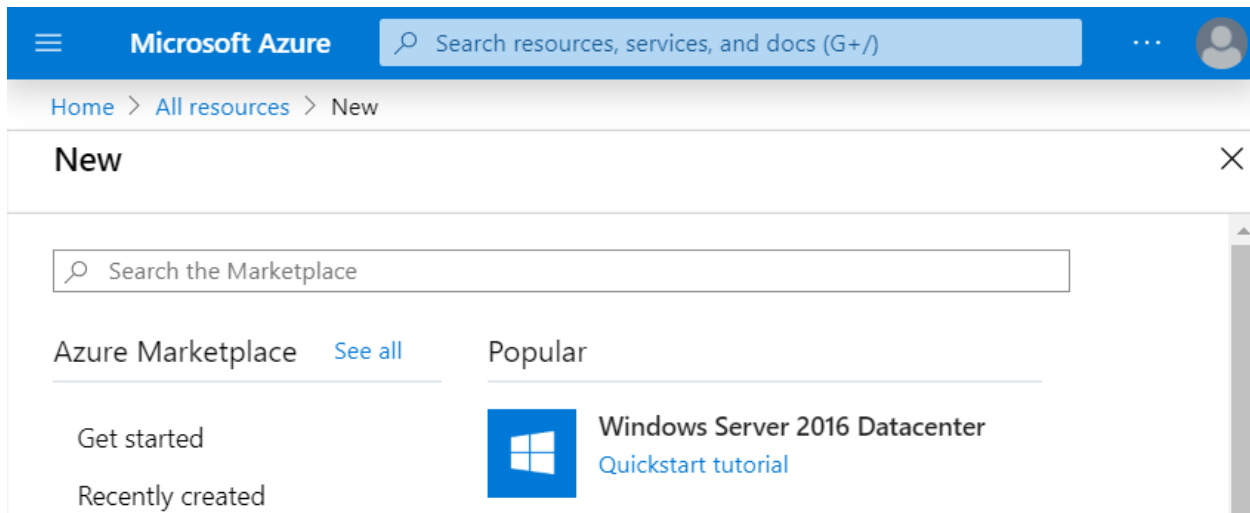 Microsoft Azure Search resources, services, and docs (G+/) ...
Home > All resources > New
New
Search the Marketplace
Azure Marketplace See all
Popular
Get started
Recently created
Windows Server 2016 Datacenter
Quickstart tutorial